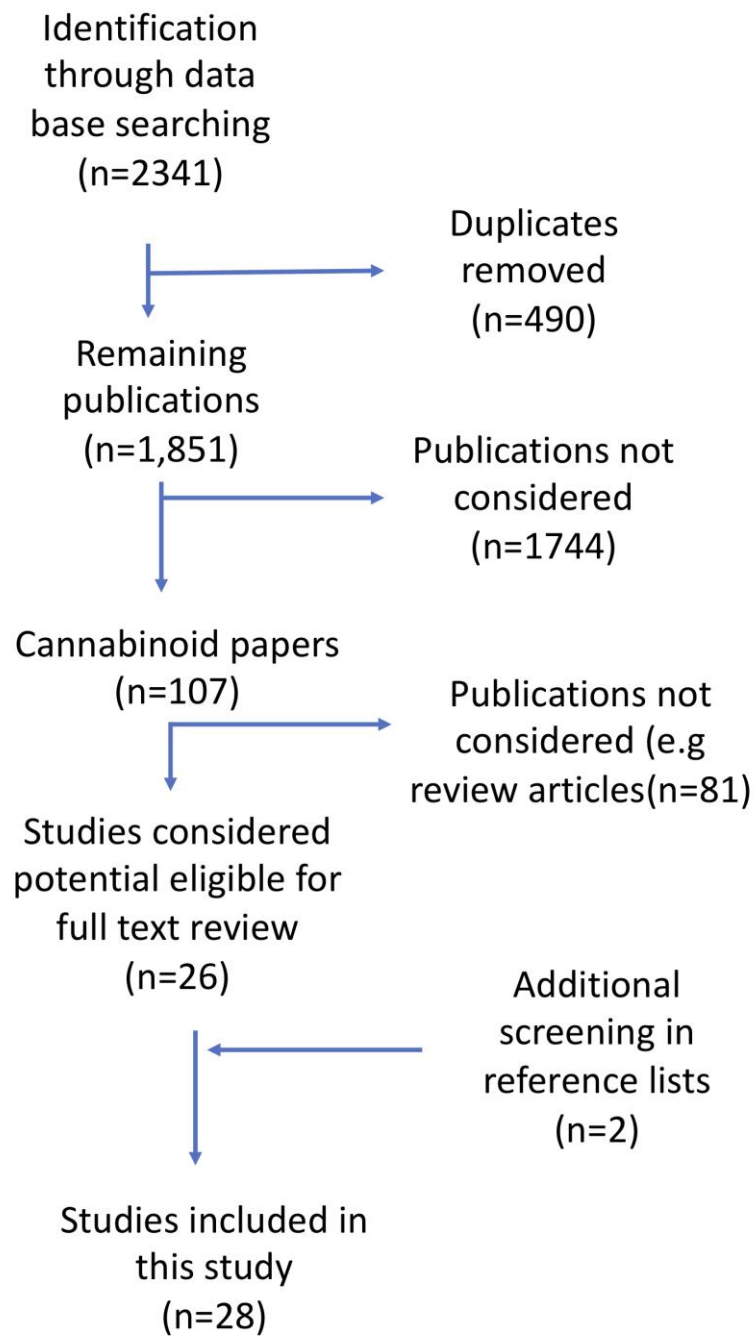 Identification
through data
base searching
(n=2341)
Duplicates
removed
(n=490)
Remaining
publications
(n=1,851)
Publications not
considered
(n=1744)
Cannabinoid papers
(n=107)
Publications not
considered (e.g
review articles(n=81)
Studies considered
potential eligible for
full text review
(n=26)
Additional
screening in
reference lists
(n=2)
Studies included in
this study
(n=28)